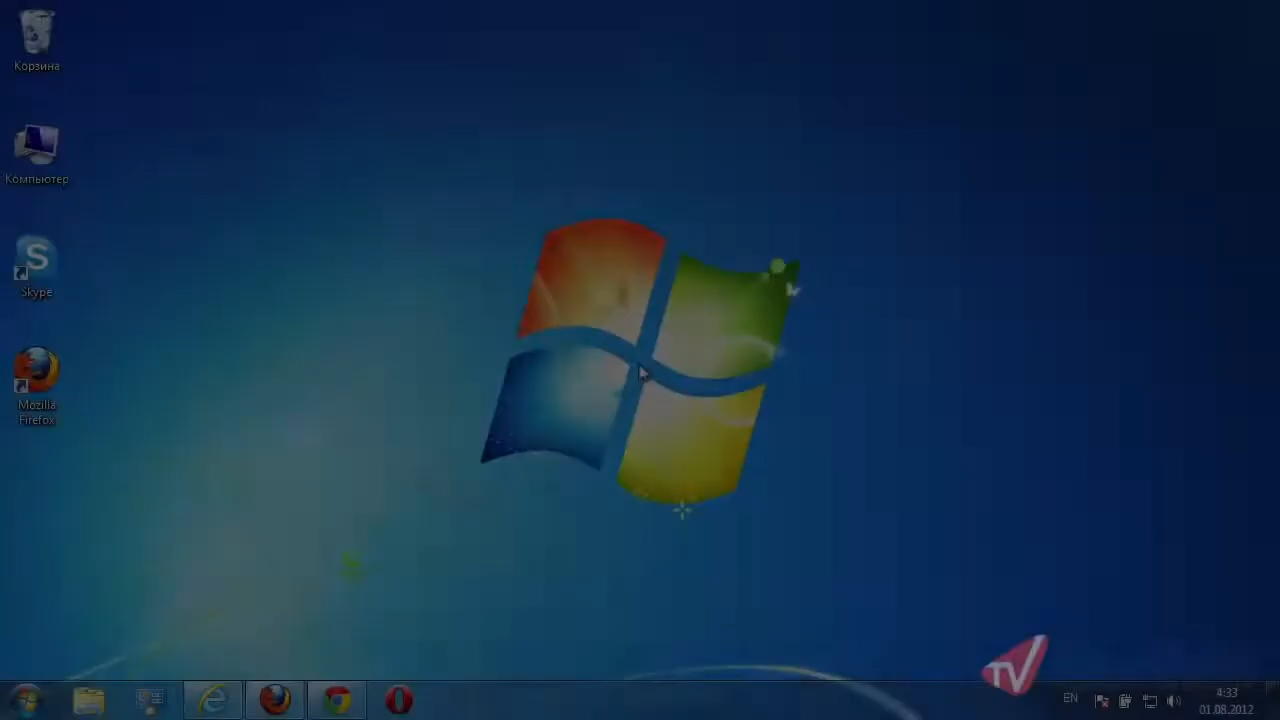 Корзина
Компьютер
Skype
Mozilla
Firefox
TV
EN
4:33
01.08.2012